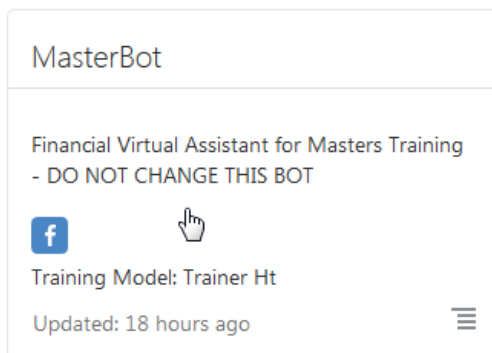 MasterBot
Financial Virtual Assistant for Masters Training
- DO NOT CHANGE THIS BOT
f
Training Model: Trainer Ht
Updated: 18 hours ago